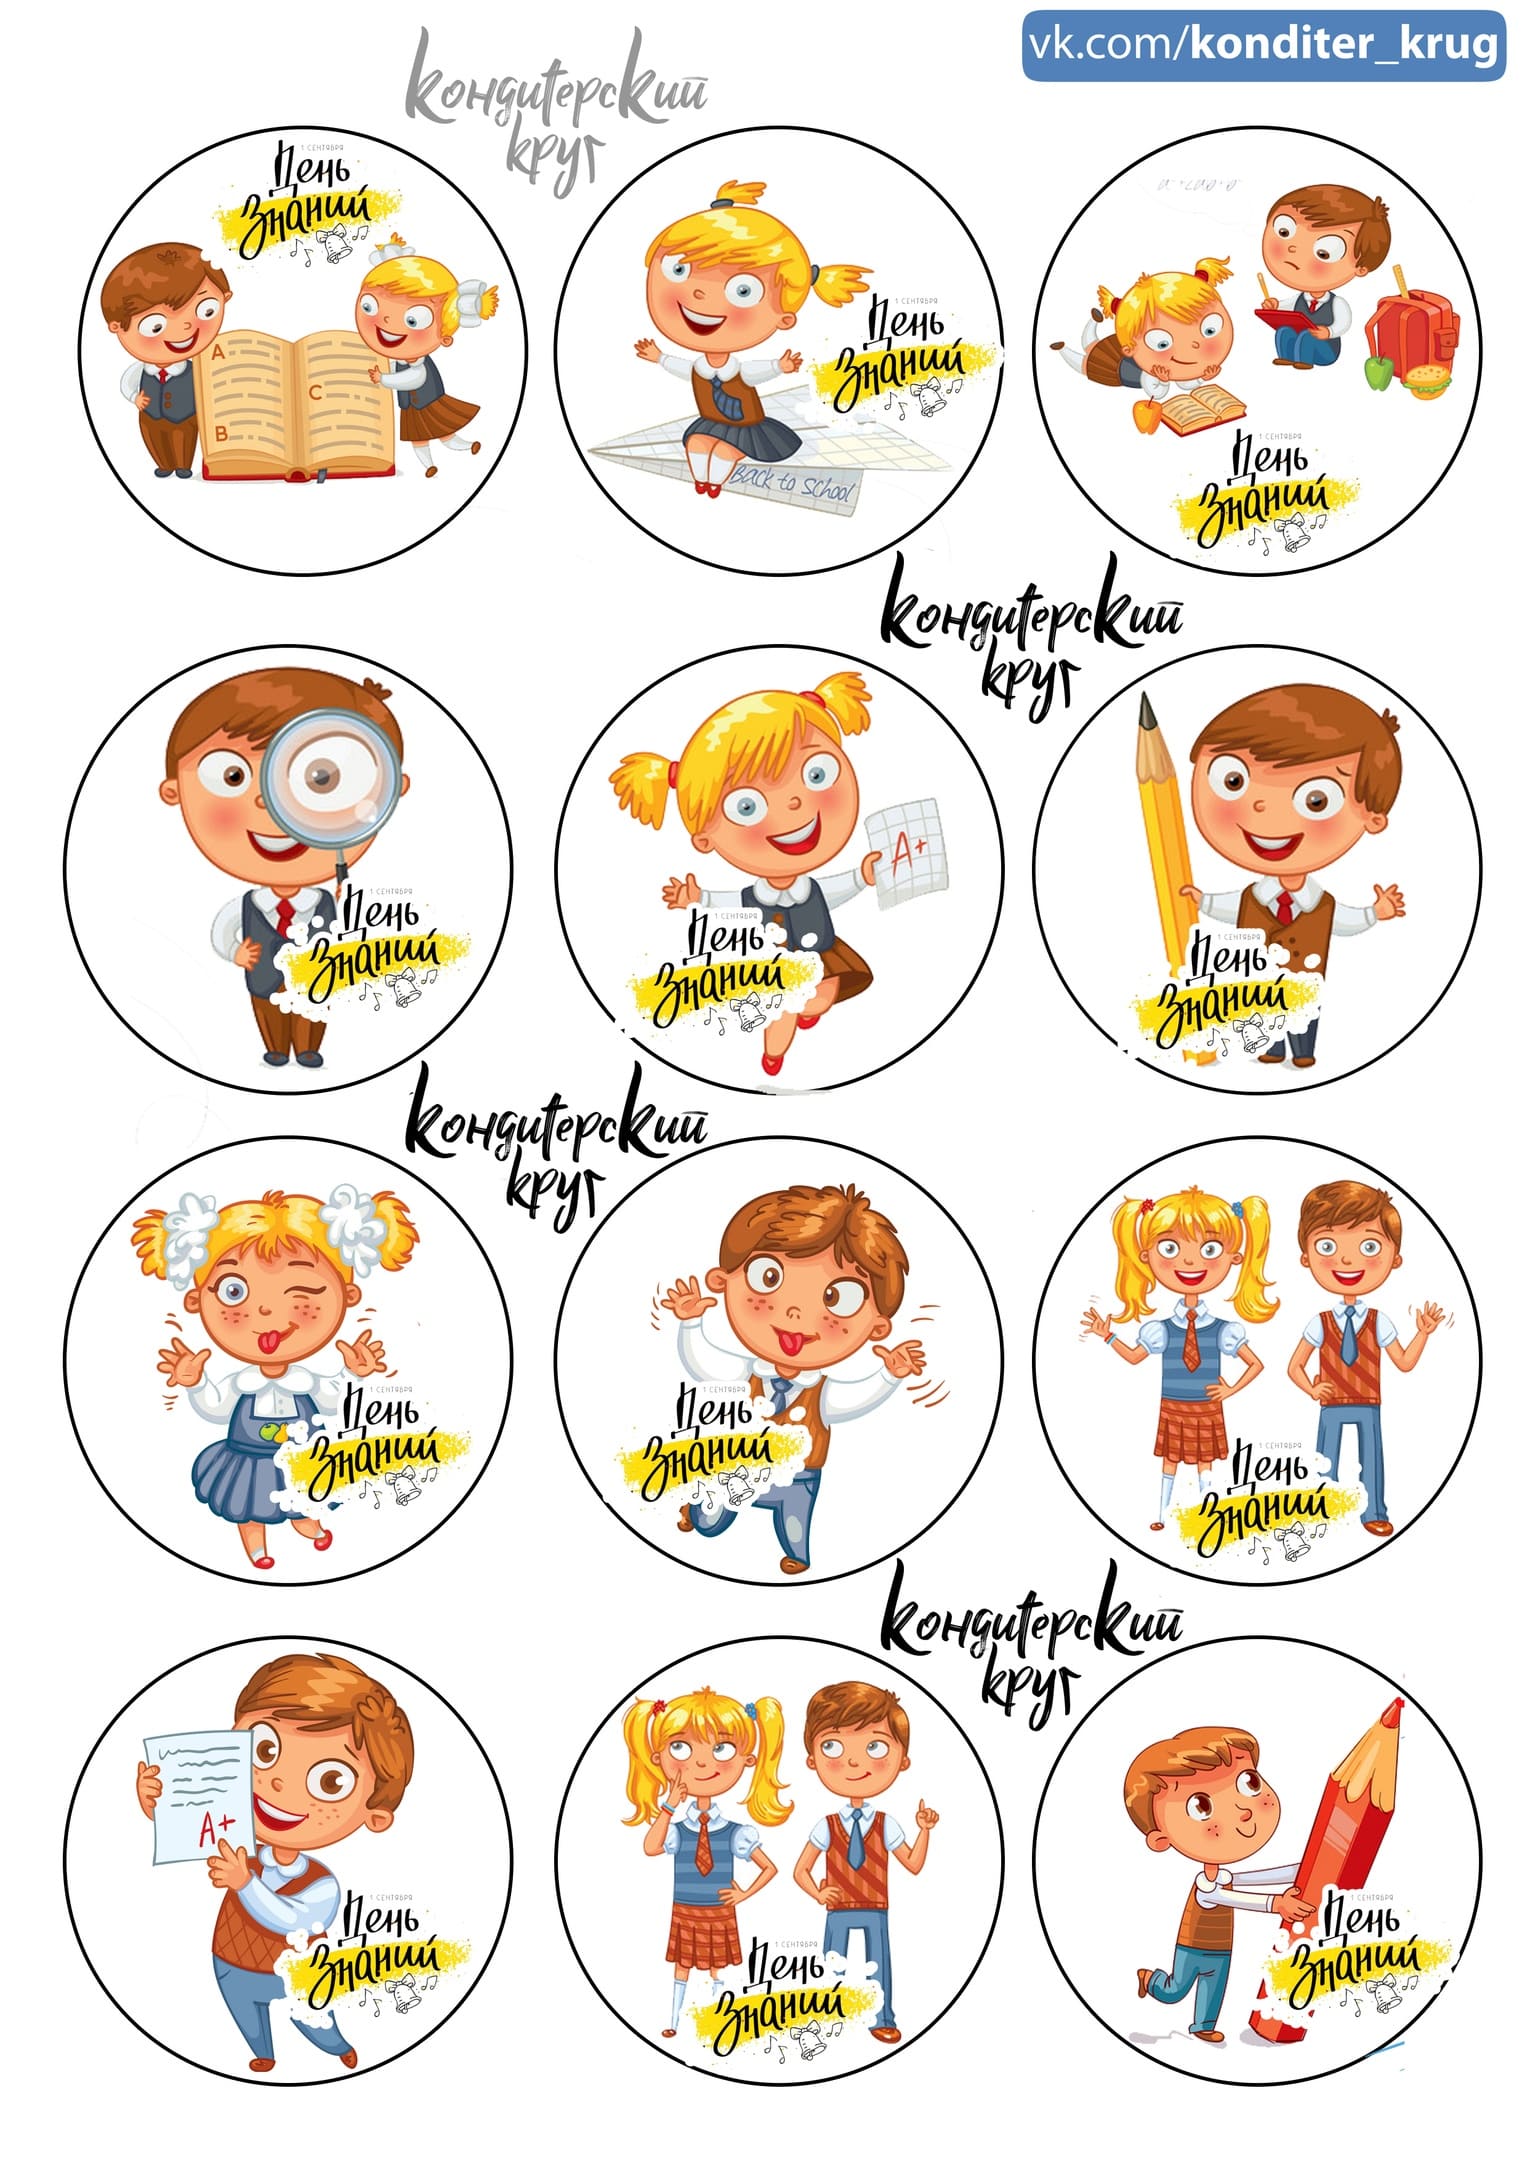 vk.com/konditer_krug
кондитерский
круг
1 СЕНТЯБРЯ
День
Знаний
A
C
B
1 СЕНТЯБРЯ
День
Знаний
Back to School
1 СЕНТЯБРЯ
День
Знаний
кондитерский
круг
1 СЕНТЯБРЯ
День
Знаний
A+
1 СЕНТЯБРЯ
День
Знаний
1 СЕНТЯБРЯ
День
Знаний
кондитерский
круг
1 СЕНТЯБРЯ
День
Знаний
1 СЕНТЯБРЯ
День
Знаний
1 СЕНТЯБРЯ
День
Знаний
кондитерский
круг
A+
1 СЕНТЯБРЯ
День
Знаний
1 СЕНТЯБРЯ
День
Знаний
1 СЕНТЯБРЯ
День
Знаний